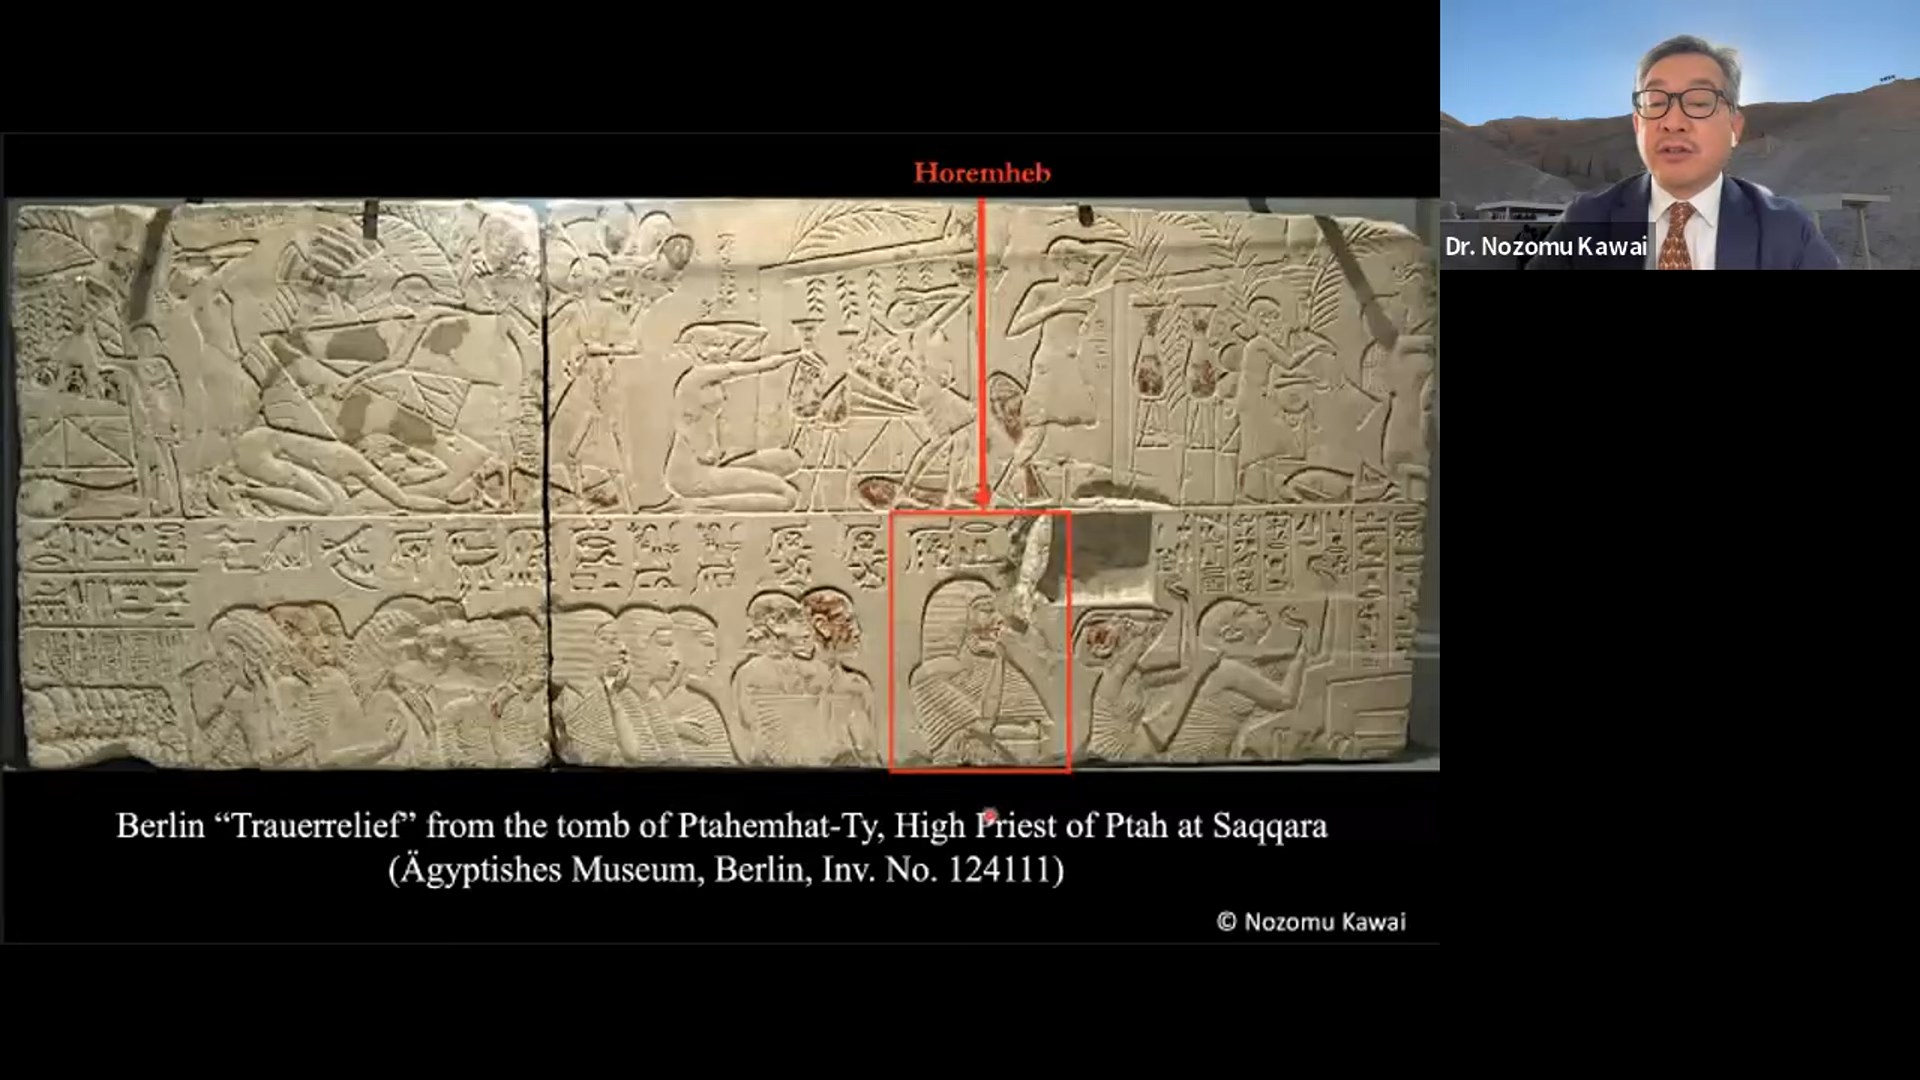 Horemheb
Dr. Nozomu Kawai
Berlin “Trauerrelief” from the tomb of Ptahemhat-Ty, High Priest of Ptah at Saqqara
(Ägyptishes Museum, Berlin, Inv. No. 124111)
© Nozomu Kawai